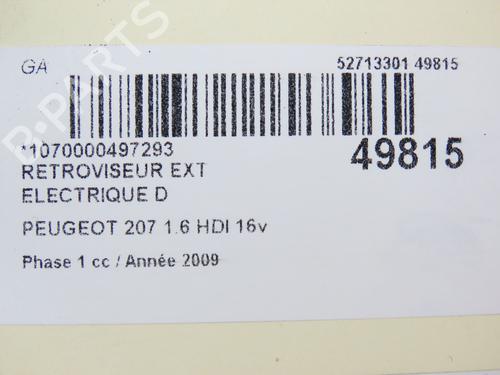 GA 52713301 49815
*1070000497293 49815
RETROVISEUR EXT
ELECTRIQUE D
PEUGEOT 207 1.6 HDI 16v
Phase 1 cc / Année 2009
B-PARTS